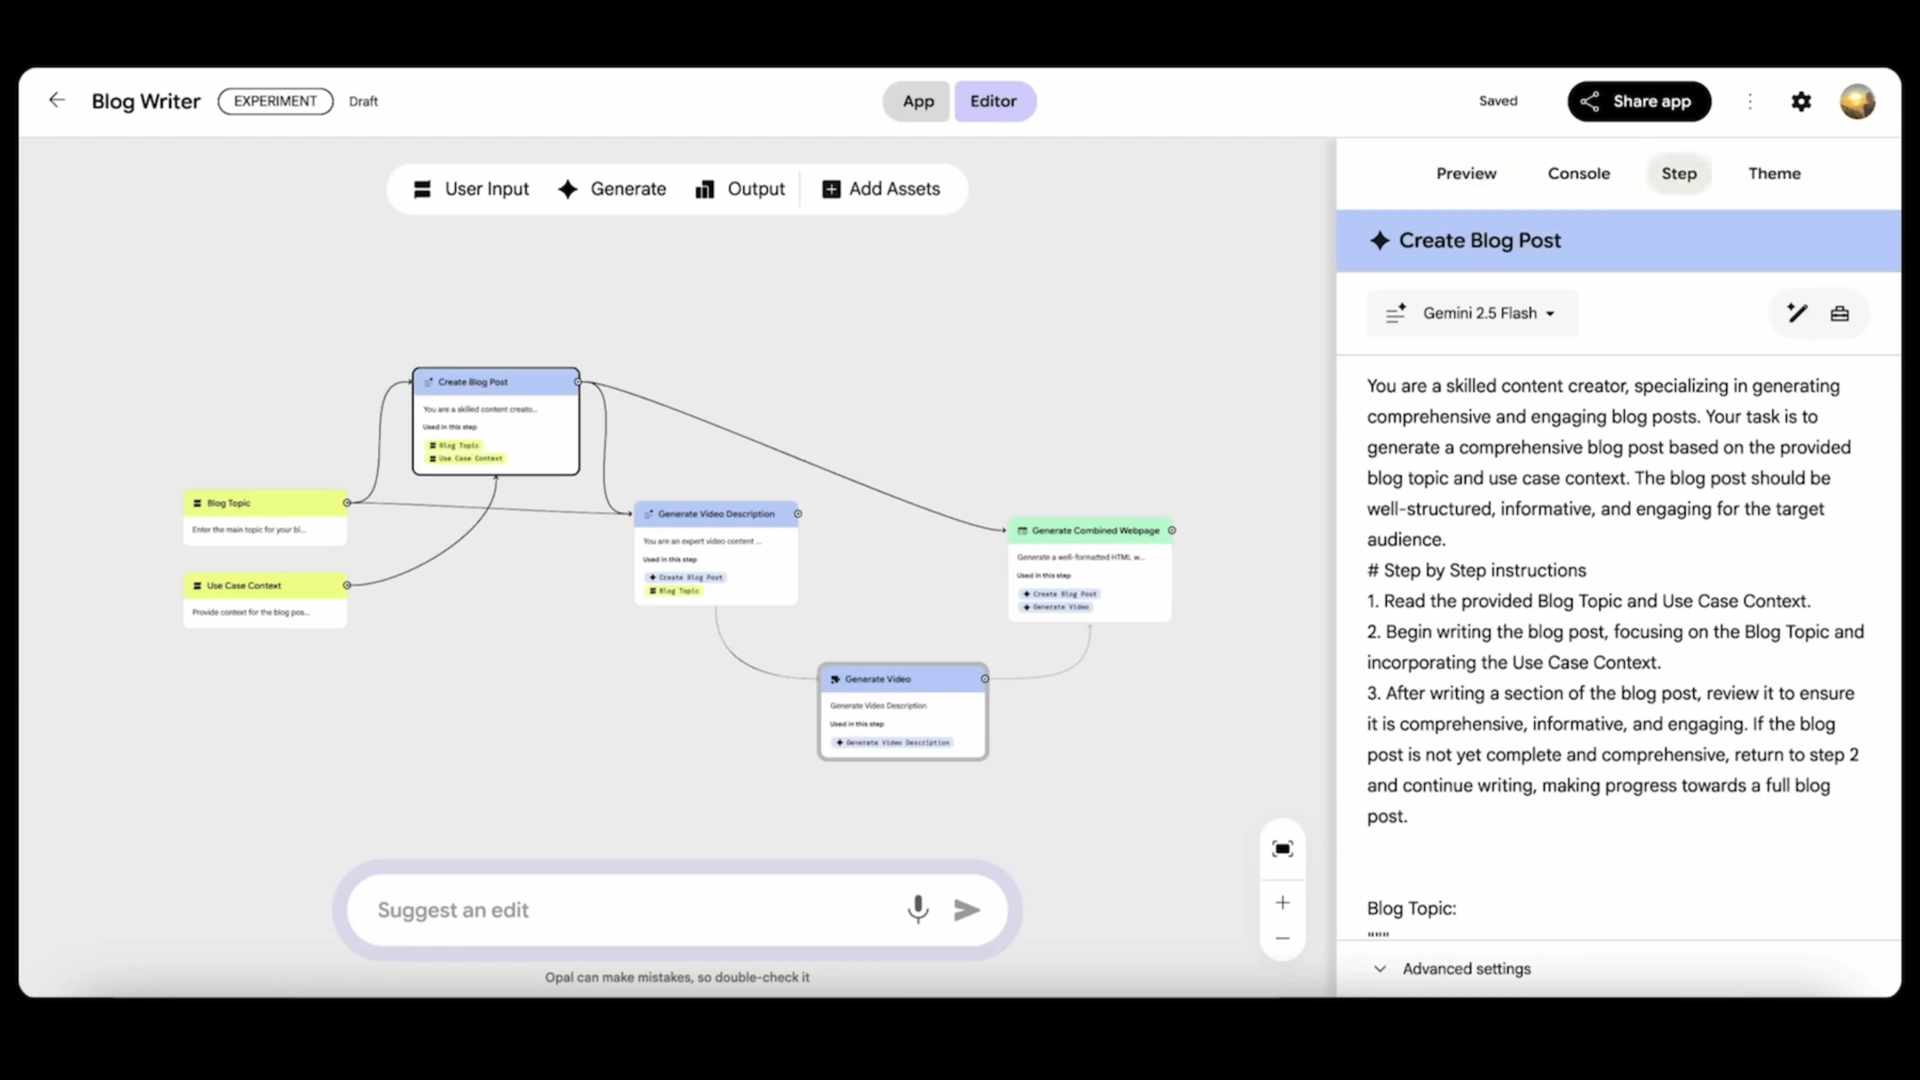 Blog Writer
EXPERIMENT
Draft
App
Editor
Saved
Share app
User Input
Generate
Output
Add Assets
Preview
Console
Step
Theme
Create Blog Post
Gemini 2.5 Flash
You are a skilled content creator, specializing in generating
comprehensive and engaging blog posts. Your task is to
generate a comprehensive blog post based on the provided
blog topic and use case context. The blog post should be
well-structured, informative, and engaging for the target
audience.
# Step by Step instructions
1. Read the provided Blog Topic and Use Case Context.
2. Begin writing the blog post, focusing on the Blog Topic and
incorporating the Use Case Context.
3. After writing a section of the blog post, review it to ensure
it is comprehensive, informative, and engaging. If the blog
post is not yet complete and comprehensive, return to step 2
and continue writing, making progress towards a full blog
post.
Blog Topic:
"""
Advanced settings
Create Blog Post
You are a skilled content creato...
Used in this step
Blog Topic
Use Case Context
Blog Topic
Enter the main topic for your bl...
Use Case Context
Provide context for the blog pos...
Generate Video Description
You are an expert video content ...
Used in this step
Create Blog Post
Blog Topic
Generate Combined Webpage
Generate a well-formatted HTML w...
Used in this step
Create Blog Post
Generate Video
Generate Video
Generate Video Description
Used in this step
Generate Video Description
Suggest an edit
Opal can make mistakes, so double-check it